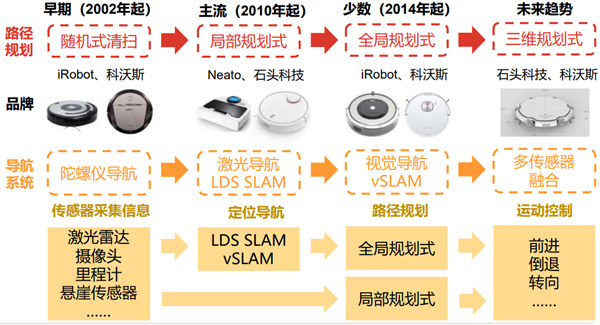 早期（2002年起）
主流（2010年起）
少数（2014年起）
未来趋势
路径
规划
随机式清扫
局部规划式
全局规划式
三维规划式
品牌
iRobot、科沃斯
Neato、石头科技
iRobot、科沃斯
石头科技、科沃斯
导航
系统
陀螺仪导航
激光导航
LDS SLAM
视觉导航
vSLAM
多传感器
融合
传感器采集信息
定位导航
路径规划
运动控制
激光雷达
摄像头
里程计
悬崖传感器
......
LDS SLAM
vSLAM
全局规划式
局部规划式
前进
倒退
转向
......